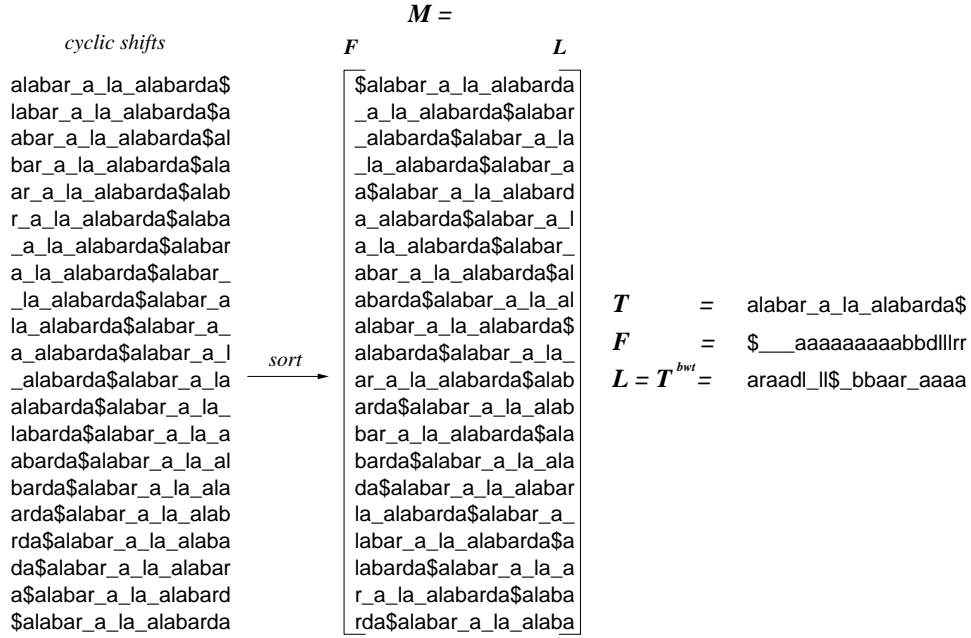 M =
cyclic shifts
F L
alabar_a_la_alabarda$
labar_a_la_alabarda$a
abar_a_la_alabarda$al
bar_a_la_alabarda$ala
ar_a_la_alabarda$alab
r_a_la_alabarda$alaba
_a_la_alabarda$alabar
a_la_alabarda$alabar_
_la_alabarda$alabar_a
la_alabarda$alabar_a_
a_alabarda$alabar_a_l
_alabarda$alabar_a_la
alabarda$alabar_a_la_
labarda$alabar_a_la_a
abarda$alabar_a_la_al
barda$alabar_a_la_ala
arda$alabar_a_la_alab
rda$alabar_a_la_alaba
da$alabar_a_la_alabar
a$alabar_a_la_alabard
$alabar_a_la_alabarda
sort
$alabar_a_la_alabarda
_a_la_alabarda$alabar
_alabarda$alabar_a_la
_la_alabarda$alabar_a
a$alabar_a_la_alabard
a_alabarda$alabar_a_l
a_la_alabarda$alabar_
abar_a_la_alabarda$al
abarda$alabar_a_la_al
alabar_a_la_alabarda$
alabarda$alabar_a_la_
ar_a_la_alabarda$alab
arda$alabar_a_la_alab
bar_a_la_alabarda$ala
barda$alabar_a_la_ala
da$alabar_a_la_alabar
la_alabarda$alabar_a_
labar_a_la_alabarda$a
labarda$alabar_a_la_a
r_a_la_alabarda$alaba
rda$alabar_a_la_alaba
T = alabar_a_la_alabarda$
F = $___aaaaaaaaabbdlllrr
L = T bwt = araadl_ll$_bbaar_aaaa